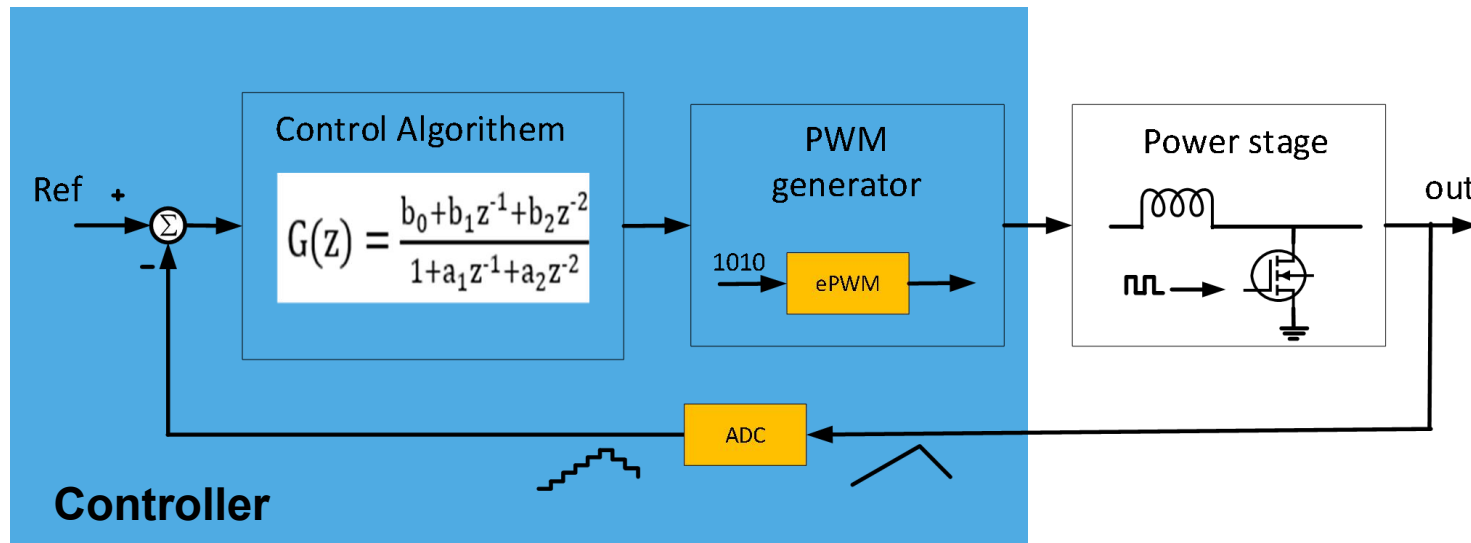 Control Algorithem
PWM
generator
Power stage
Ref
+
Σ
-
G(z) = (b₀+b₁z⁻¹+b₂z⁻²)/(1+a₁z⁻¹+a₂z⁻²)
1010
ePWM
out
ADC
Controller